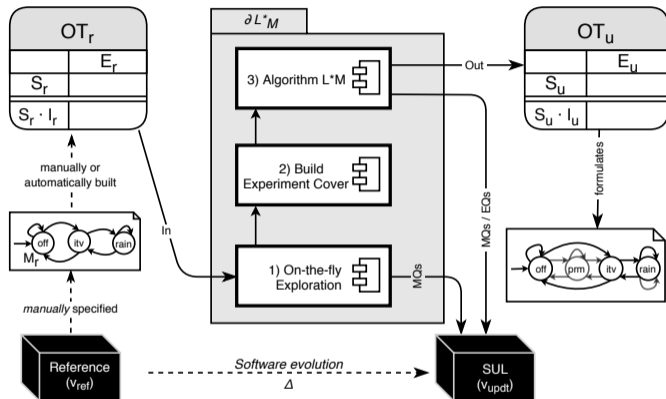 OTr
Er
Sr
Sr · Ir
manually or
automatically built
off
itv
rain
Mr
manually specified
Reference
(vref)
In
∂L*M
3) Algorithm L*M
2) Build
Experiment Cover
1) On-the-fly
Exploration
MQs
MQs / EQs
Out
Software evolution
Δ
SUL
(vupdt)
OTu
Eu
Su
Su · Iu
formulates
off
prm
itv
rain